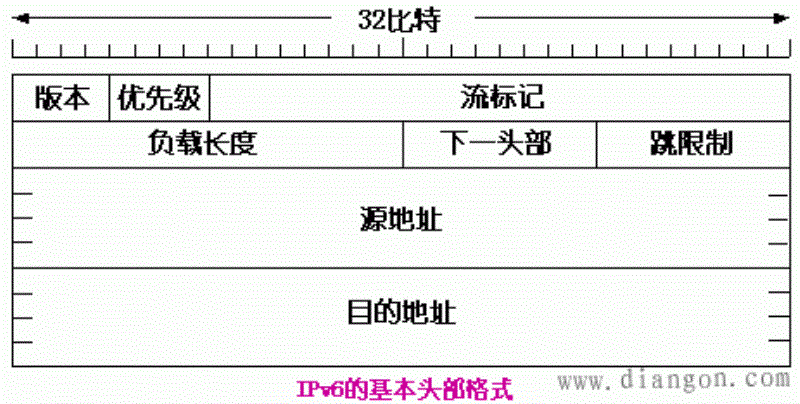 32比特
版本 优先级 流标记
负载长度 下一头部 跳限制
源地址
目的地址
IPv6的基本头部格式
www.diangon.com